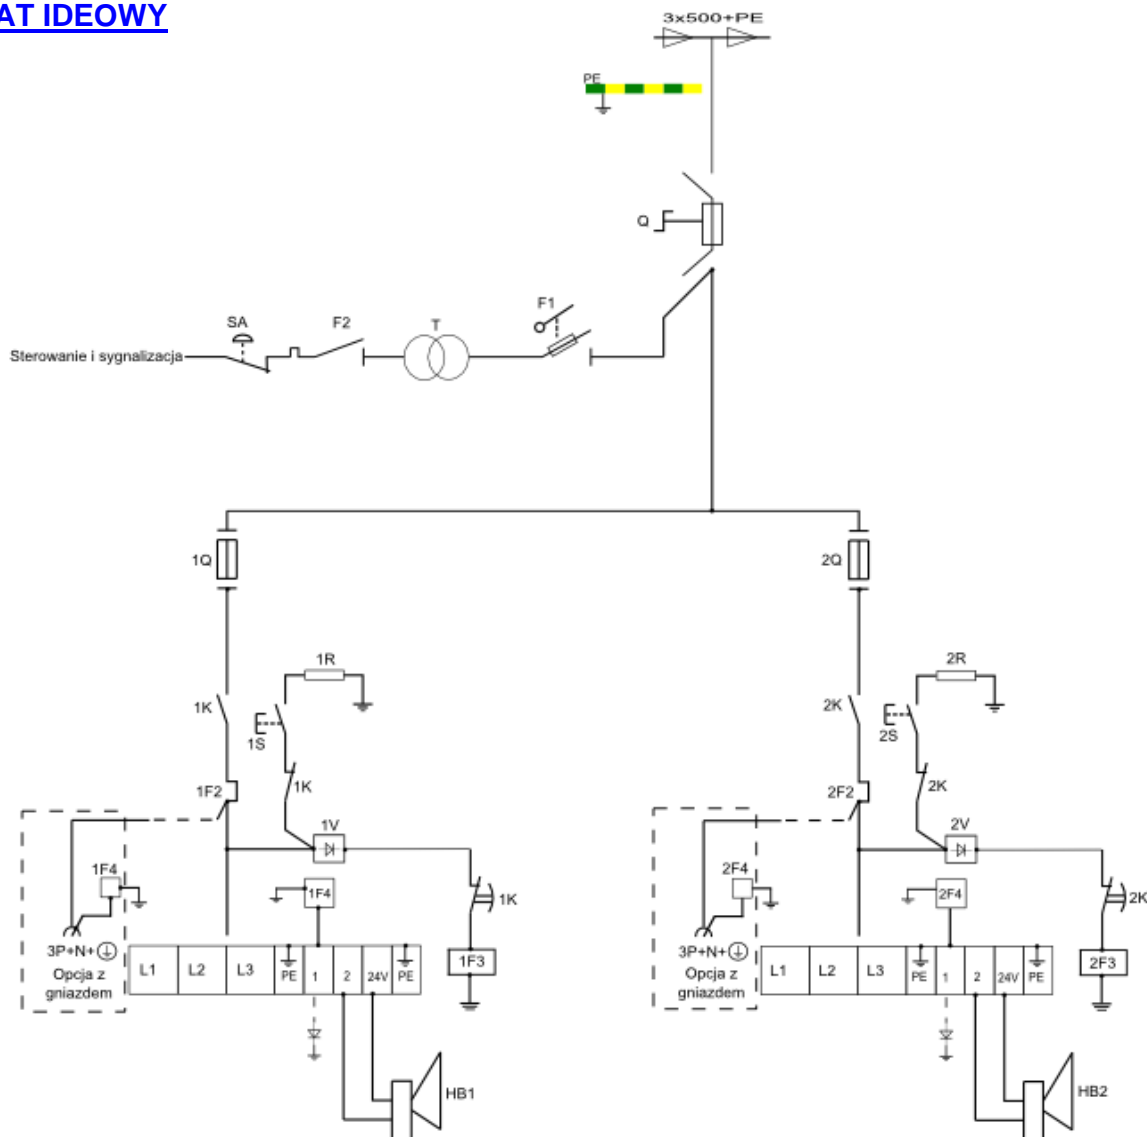 AT IDEOWY
3x500+PE
PE
Q
F1
SA
F2
T
Sterowanie i sygnalizacja
1Q
2Q
1R
2R
1K
1S
2K
2S
1F2
1K
2F2
2K
1V
2V
1F4
1F4
1K
2F4
2F4
2K
3P+N+
Opcja z
gniazdem
L1 L2 L3 PE 1 2 24V PE
1F3
3P+N+
Opcja z
gniazdem
L1 L2 L3 PE 1 2 24V PE
2F3
HB1
HB2